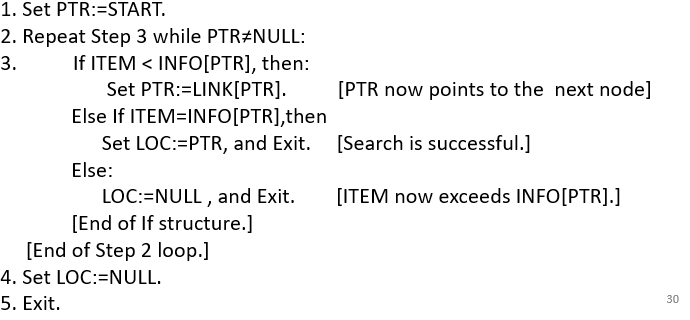 1. Set PTR:=START.
2. Repeat Step 3 while PTR≠NULL:
3. If ITEM < INFO[PTR], then:
Set PTR:=LINK[PTR]. [PTR now points to the next node]
Else If ITEM=INFO[PTR],then
Set LOC:=PTR, and Exit. [Search is successful.]
Else:
LOC:=NULL , and Exit. [ITEM now exceeds INFO[PTR].]
[End of If structure.]
[End of Step 2 loop.]
4. Set LOC:=NULL.
5. Exit.
30